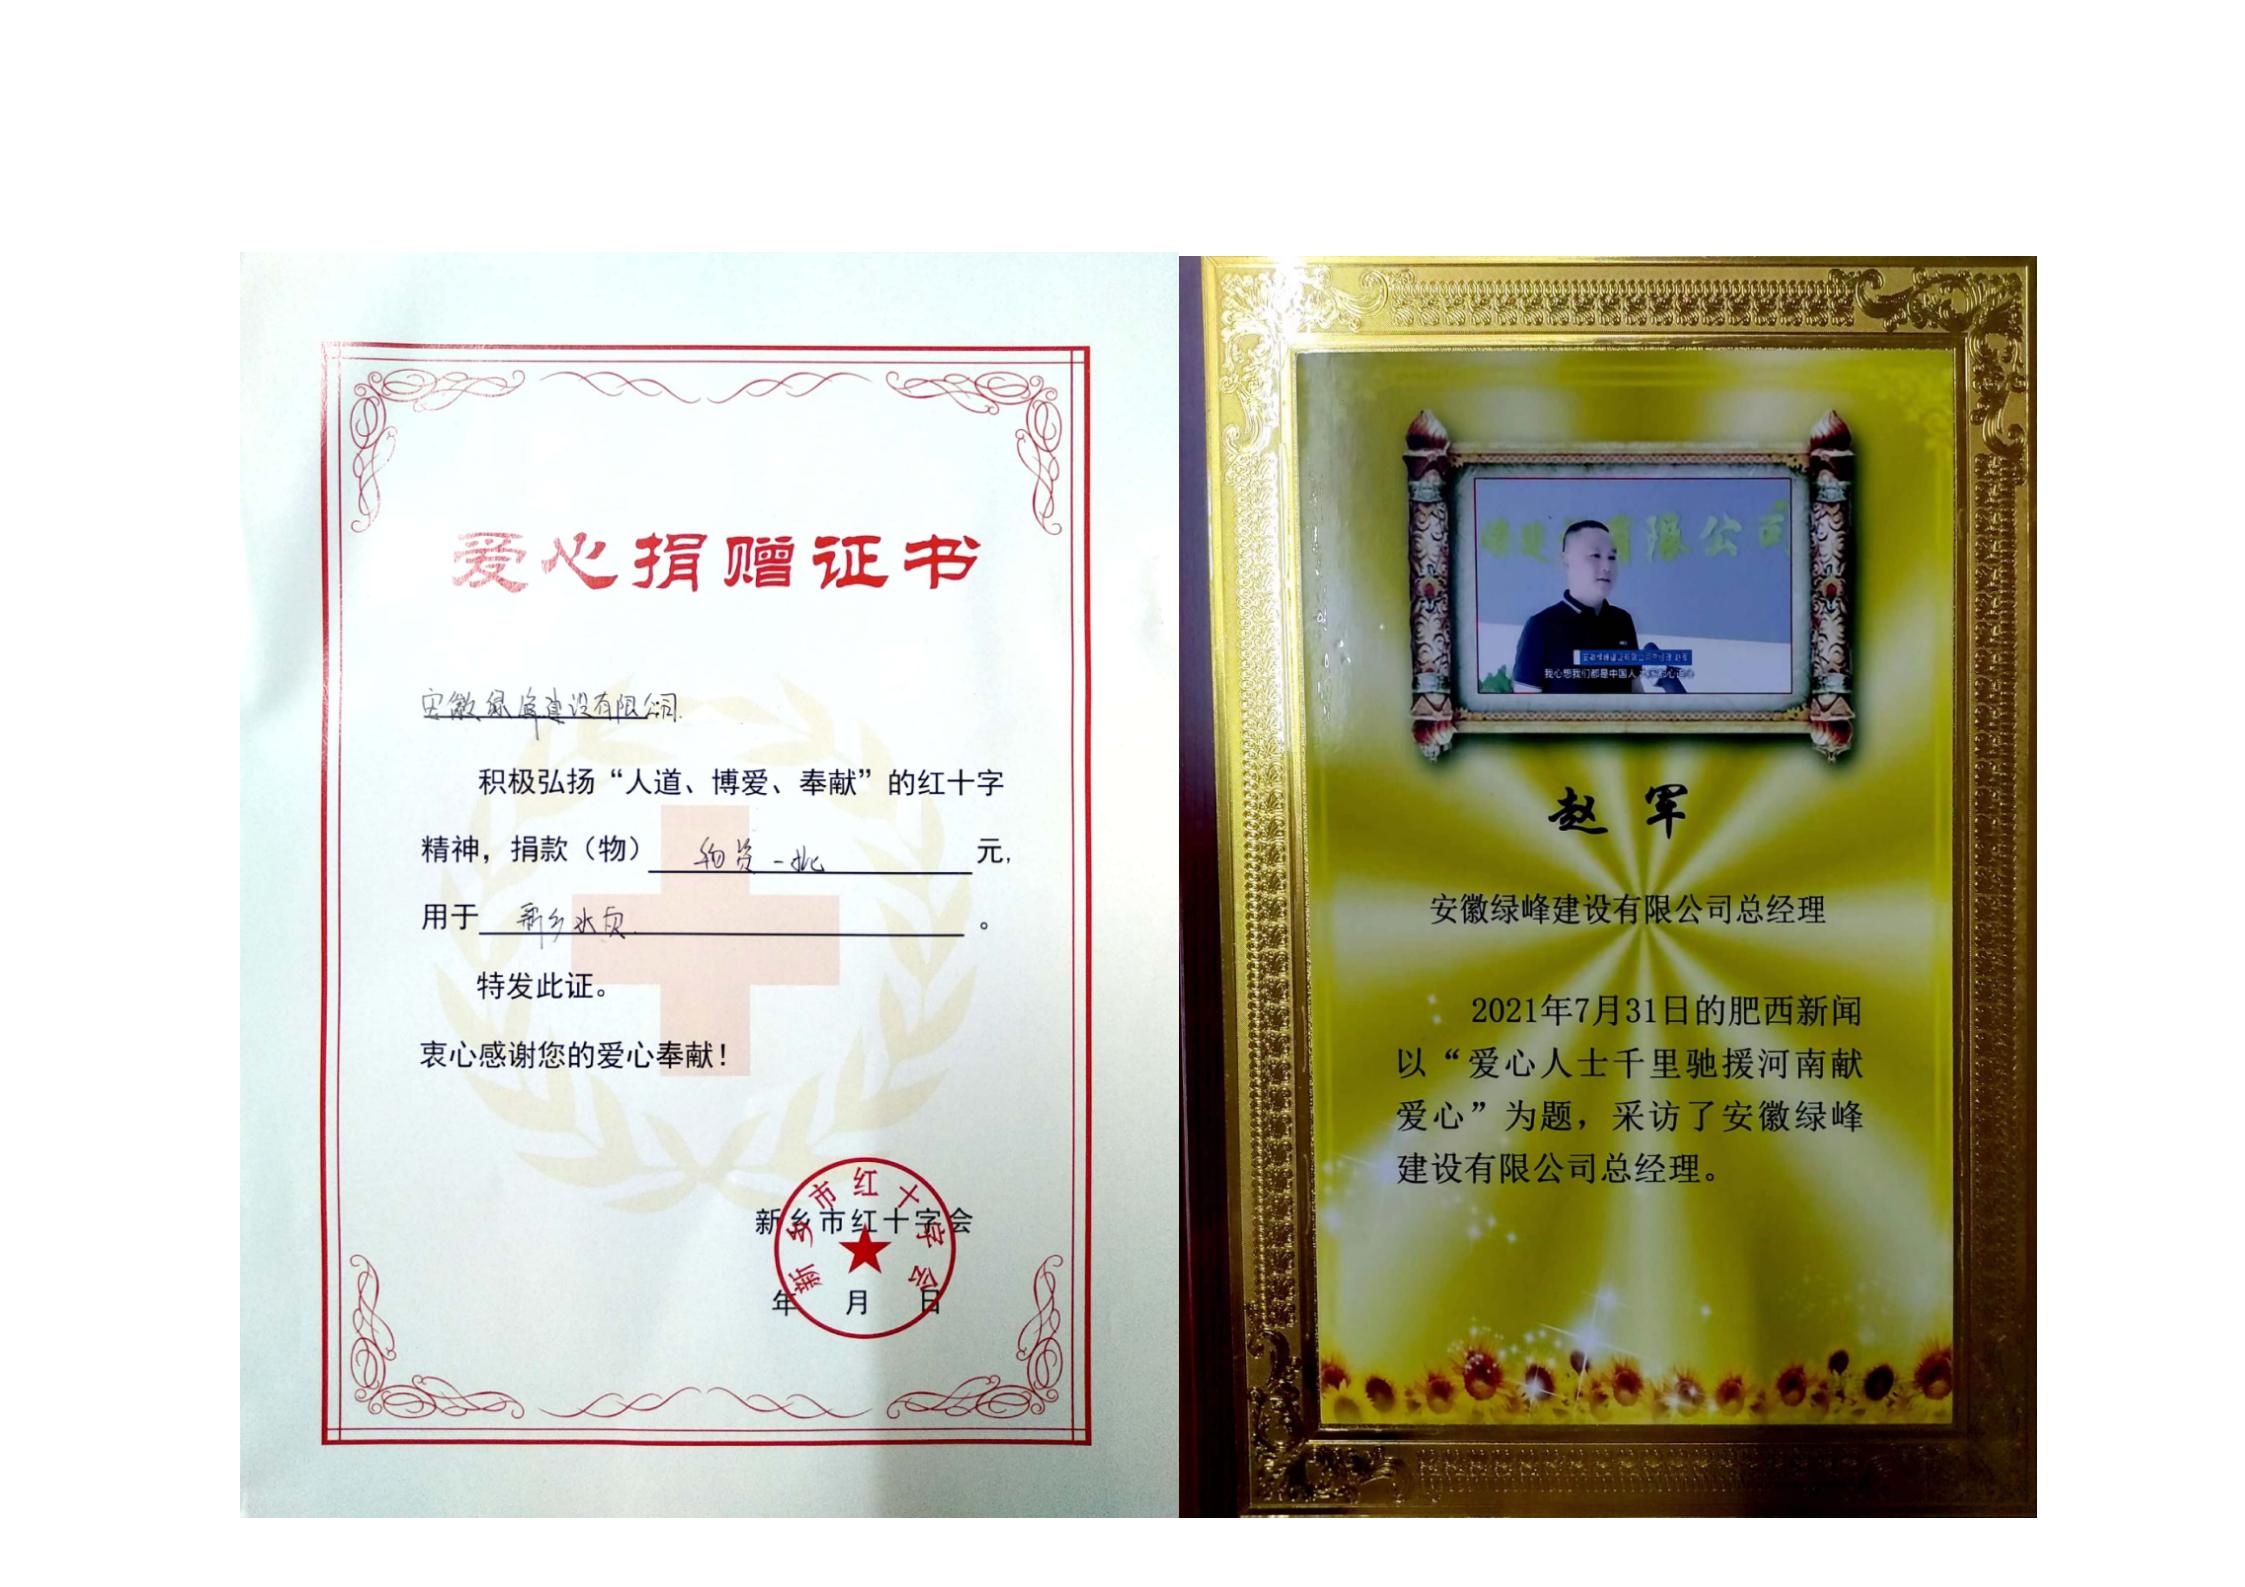 爱心捐赠证书
安徽绿峰建设有限公司
积极弘扬“人道、博爱、奉献”的红十字
精神，捐款（物）物资一批元，
用于新乡水灾。
特发此证。
衷心感谢您的爱心奉献！
新乡市红十字会
新乡市红十字会
年 月 日
有限公司
我心想我们都是中国人
赵军
安徽绿峰建设有限公司总经理
2021年7月31日的肥西新闻
以“爱心人士千里驰援河南献
爱心”为题，采访了安徽绿峰
建设有限公司总经理。